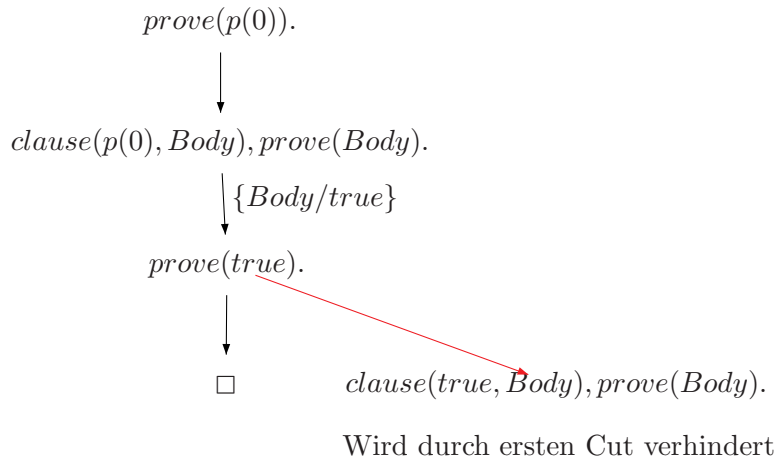 prove(p(0)).
clause(p(0), Body), prove(Body).
{Body/true}
prove(true).
□ clause(true, Body), prove(Body).
Wird durch ersten Cut verhindert